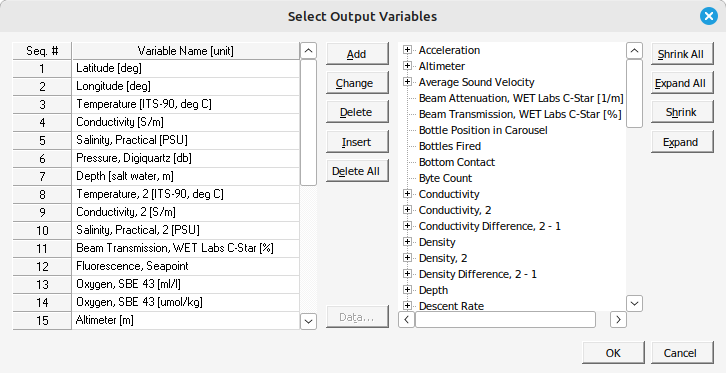 Select Output Variables
Seq. # Variable Name [unit]
1 Latitude [deg]
2 Longitude [deg]
3 Temperature [ITS-90, deg C]
4 Conductivity [S/m]
5 Salinity, Practical [PSU]
6 Pressure, Digiquartz [db]
7 Depth [salt water, m]
8 Temperature, 2 [ITS-90, deg C]
9 Conductivity, 2 [S/m]
10 Salinity, Practical, 2 [PSU]
11 Beam Transmission, WET Labs C-Star [%]
12 Fluorescence, Seapoint
13 Oxygen, SBE 43 [ml/l]
14 Oxygen, SBE 43 [umol/kg]
15 Altimeter [m]
Add
Change
Delete
Insert
Delete All
Data...
Acceleration
Altimeter
Average Sound Velocity
Beam Attenuation, WET Labs C-Star [1/m]
Beam Transmission, WET Labs C-Star [%]
Bottle Position in Carousel
Bottles Fired
Bottom Contact
Byte Count
Conductivity
Conductivity, 2
Conductivity Difference, 2 - 1
Density
Density, 2
Density Difference, 2 - 1
Depth
Descent Rate
Shrink All
Expand All
Shrink
Expand
OK
Cancel